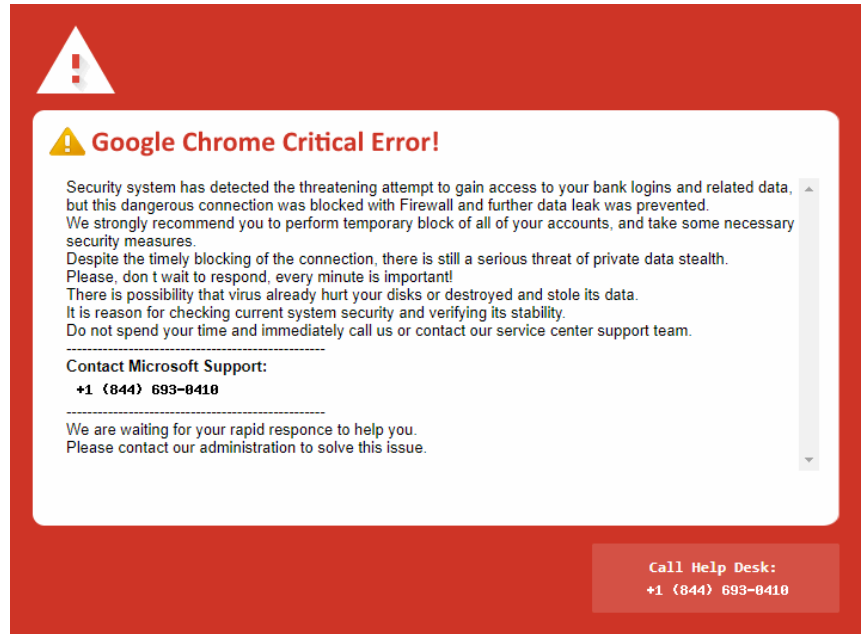 Google Chrome Critical Error!
Security system has detected the threatening attempt to gain access to your bank logins and related data,
but this dangerous connection was blocked with Firewall and further data leak was prevented.
We strongly recommend you to perform temporary block of all of your accounts, and take some necessary
security measures.
Despite the timely blocking of the connection, there is still a serious threat of private data stealth.
Please, don t wait to respond, every minute is important!
There is possibility that virus already hurt your disks or destroyed and stole its data.
It is reason for checking current system security and verifying its stability.
Do not spend your time and immediately call us or contact our service center support team.
--------------------------------------------------
Contact Microsoft Support:
+1 (844) 693-0410
--------------------------------------------------
We are waiting for your rapid responce to help you.
Please contact our administration to solve this issue.
Call Help Desk:
+1 (844) 693-0410